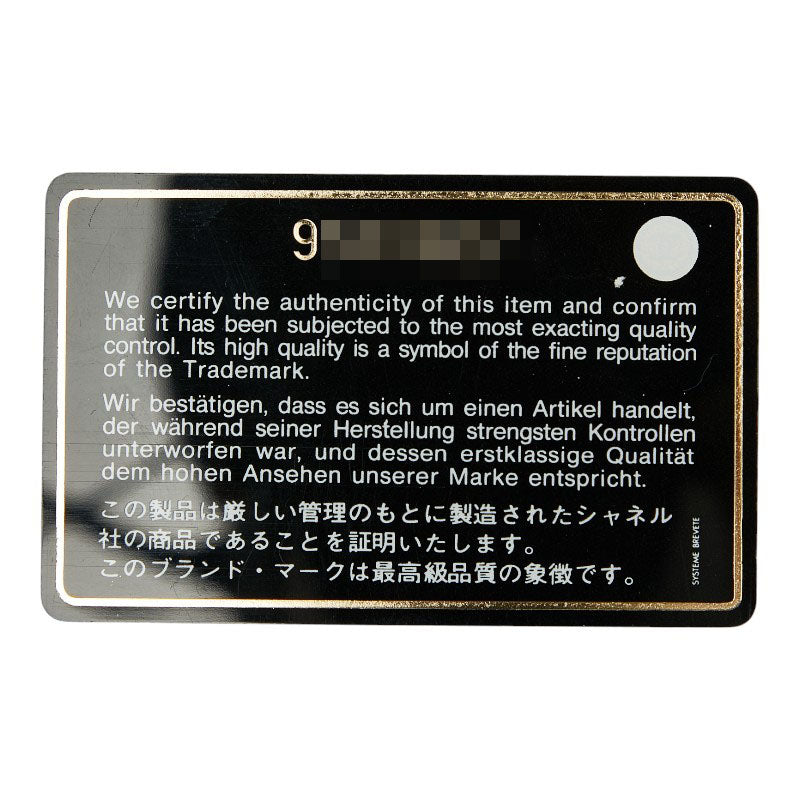 9
We certify the authenticity of this item and confirm
that it has been subjected to the most exacting quality
control. Its high quality is a symbol of the fine reputation
of the Trademark.
Wir bestätigen, dass es sich um einen Artikel handelt,
der während seiner Herstellung strengsten Kontrollen
unterworfen war, und dessen erstklassige Qualität
dem hohen Ansehen unserer Marke entspricht.
この製品は厳しい管理のもとに製造されたシャネル
社の商品であることを証明いたします。
このブランド・マークは最高級品質の象徴です。
SYSTEME BREVETE